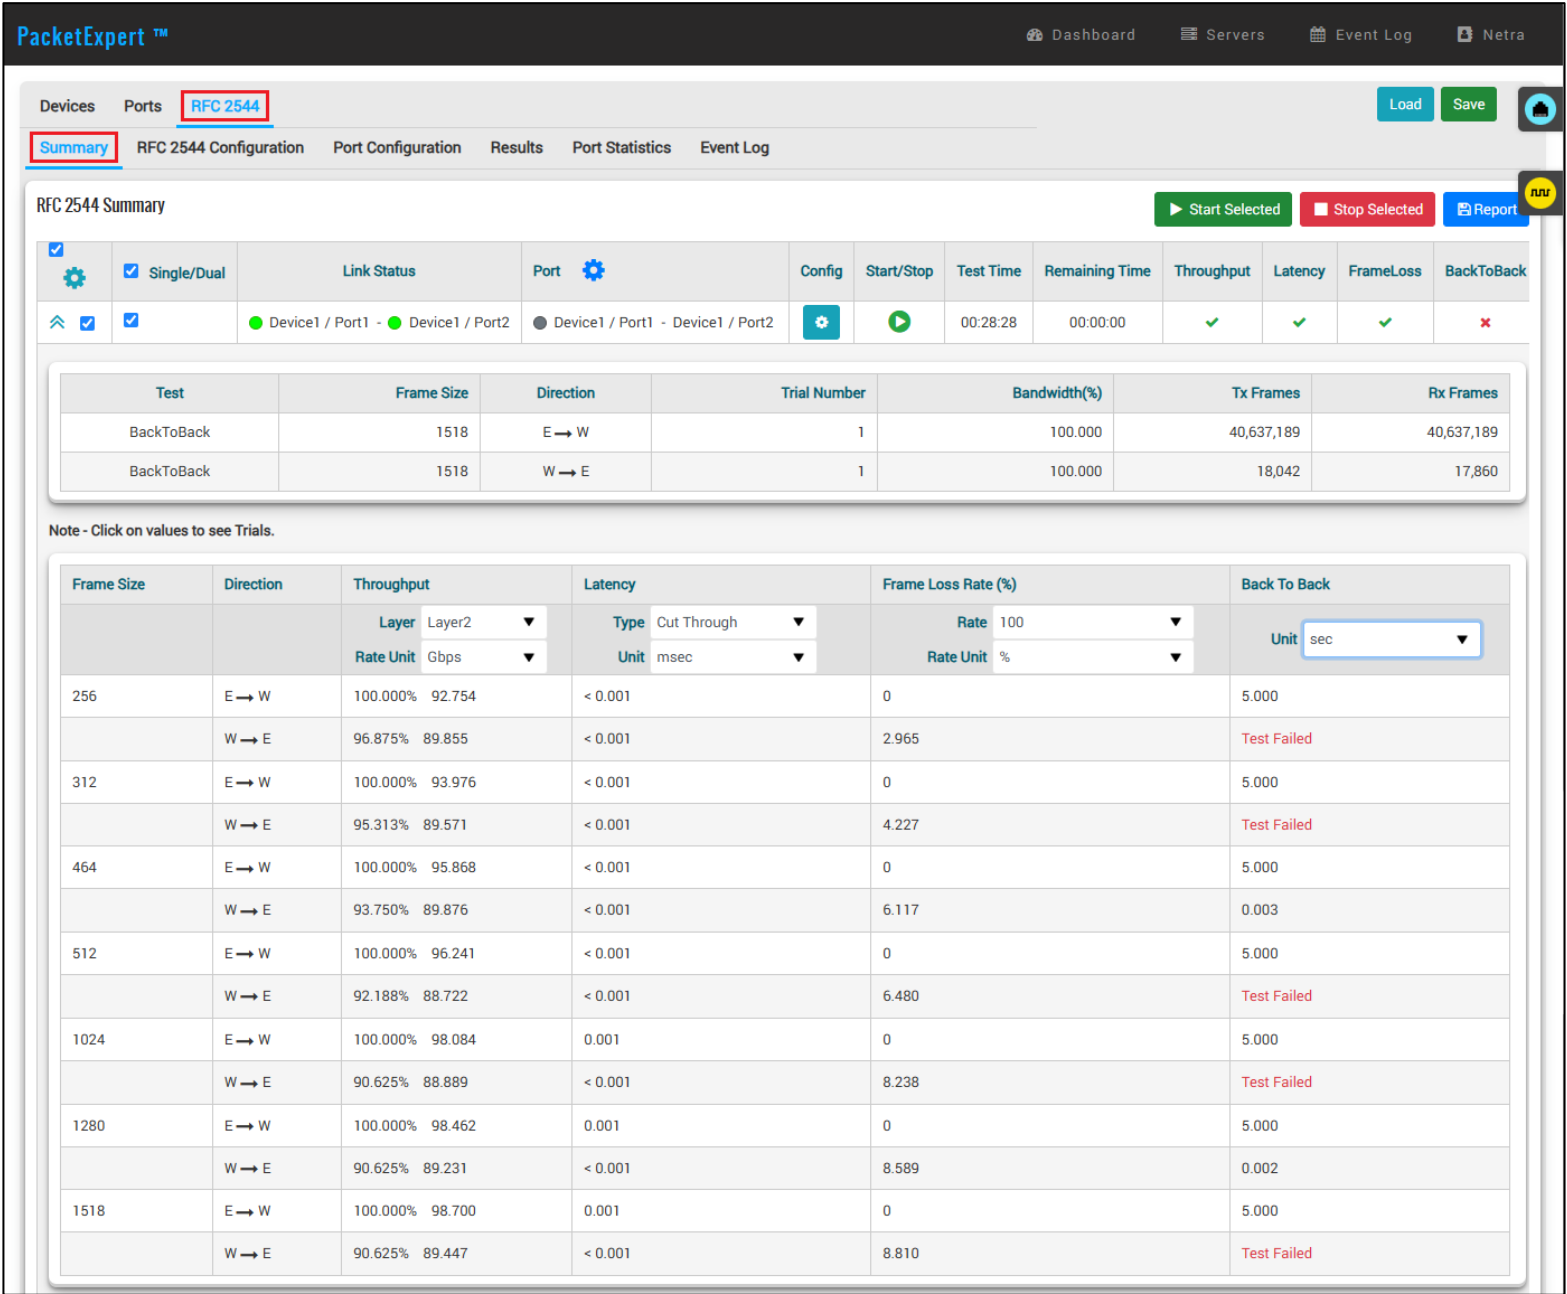 PacketExpert ™ Dashboard Servers Event Log Netra
Devices Ports RFC 2544 Load Save
Summary RFC 2544 Configuration Port Configuration Results Port Statistics Event Log
RFC 2544 Summary Start Selected Stop Selected Report
Single/Dual Link Status Port Config Start/Stop Test Time Remaining Time Throughput Latency FrameLoss BackToBack
Device1 / Port1 - Device1 / Port2 Device1 / Port1 - Device1 / Port2 00:28:28 00:00:00
Test Frame Size Direction Trial Number Bandwidth(%) Tx Frames Rx Frames
BackToBack 1518 E → W 1 100.000 40,637,189 40,637,189
BackToBack 1518 W → E 1 100.000 18,042 17,860
Note - Click on values to see Trials.
Frame Size Direction Throughput Latency Frame Loss Rate (%) Back To Back
Layer Layer2 Type Cut Through Rate 100 Unit sec
Rate Unit Gbps Unit msec Rate Unit %
256 E → W 100.000% 92.754 < 0.001 0 5.000
W → E 96.875% 89.855 < 0.001 2.965 Test Failed
312 E → W 100.000% 93.976 < 0.001 0 5.000
W → E 95.313% 89.571 < 0.001 4.227 Test Failed
464 E → W 100.000% 95.868 < 0.001 0 5.000
W → E 93.750% 89.876 < 0.001 6.117 0.003
512 E → W 100.000% 96.241 < 0.001 0 5.000
W → E 92.188% 88.722 < 0.001 6.480 Test Failed
1024 E → W 100.000% 98.084 0.001 0 5.000
W → E 90.625% 88.889 < 0.001 8.238 Test Failed
1280 E → W 100.000% 98.462 0.001 0 5.000
W → E 90.625% 89.231 < 0.001 8.589 0.002
1518 E → W 100.000% 98.700 0.001 0 5.000
W → E 90.625% 89.447 < 0.001 8.810 Test Failed